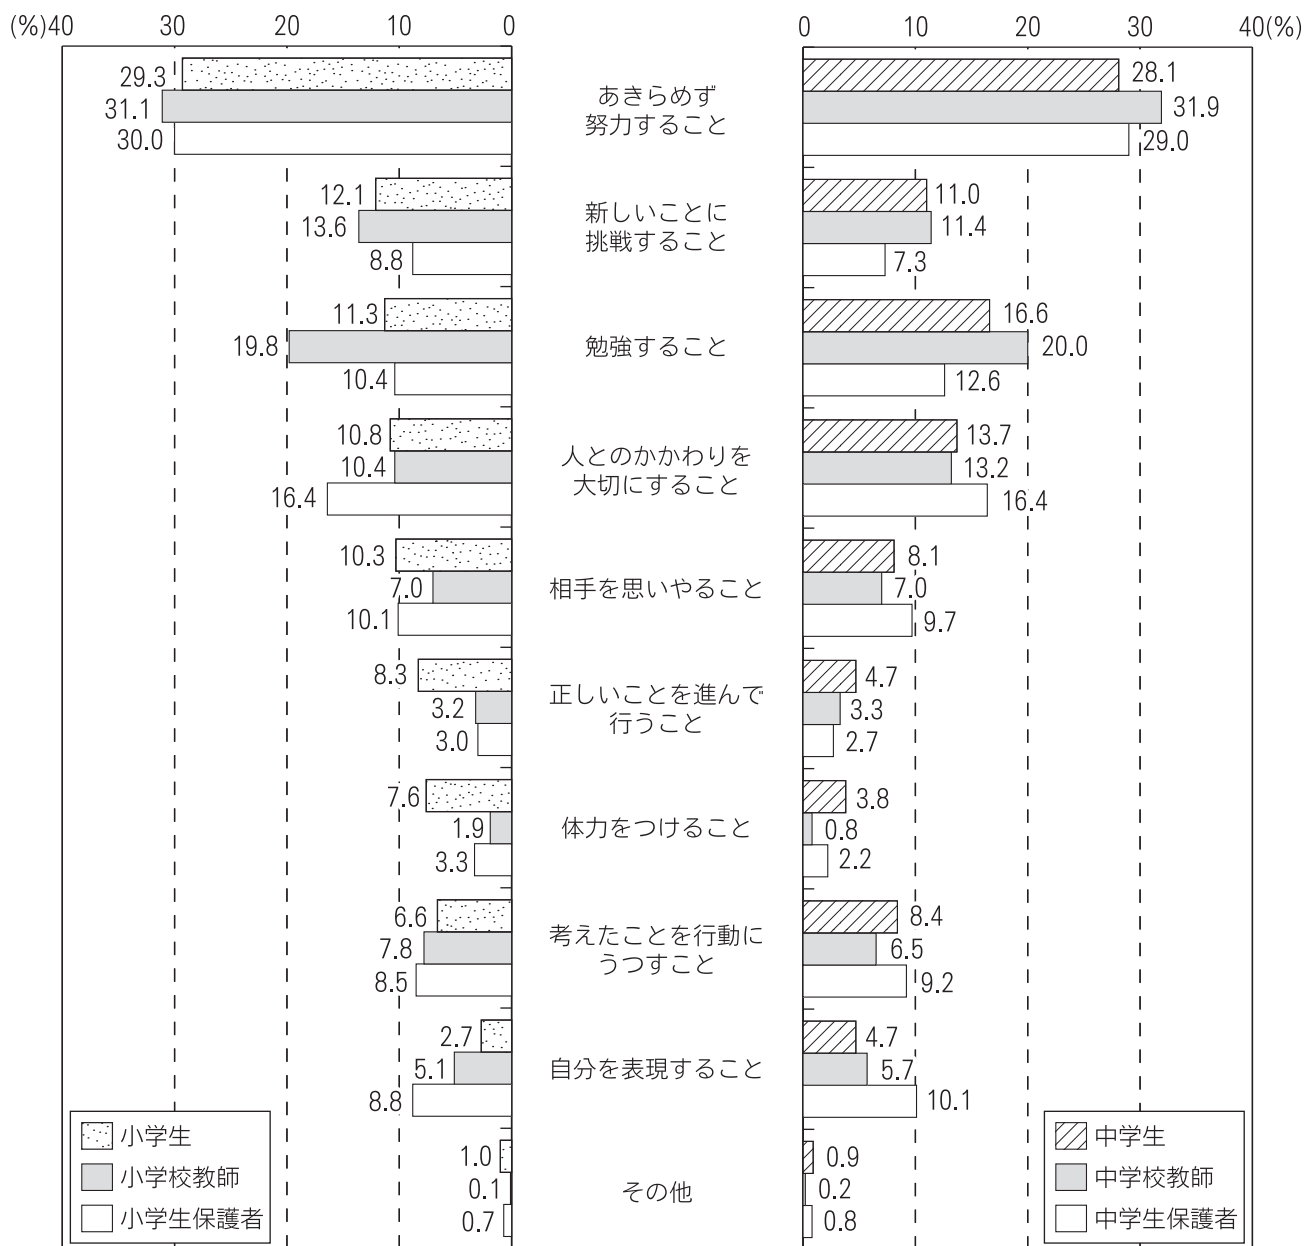 (%)40 30 20 10 0
0 10 20 30 40(%)
29.3
31.1
30.0
あきらめず
努力すること
28.1
31.9
29.0
12.1
13.6
8.8
新しいことに
挑戦すること
11.0
11.4
7.3
11.3
19.8
10.4
勉強すること
16.6
20.0
12.6
10.8
10.4
16.4
人とのかかわりを
大切にすること
13.7
13.2
16.4
10.3
7.0
10.1
相手を思いやること
8.1
7.0
9.7
8.3
3.2
3.0
正しいことを進んで
行うこと
4.7
3.3
2.7
7.6
1.9
3.3
体力をつけること
3.8
0.8
2.2
6.6
7.8
8.5
考えたことを行動に
うつすこと
8.4
6.5
9.2
2.7
5.1
8.8
自分を表現すること
4.7
5.7
10.1
1.0
0.1
0.7
その他
0.9
0.2
0.8
小学生
小学校教師
小学生保護者
中学生
中学校教師
中学生保護者